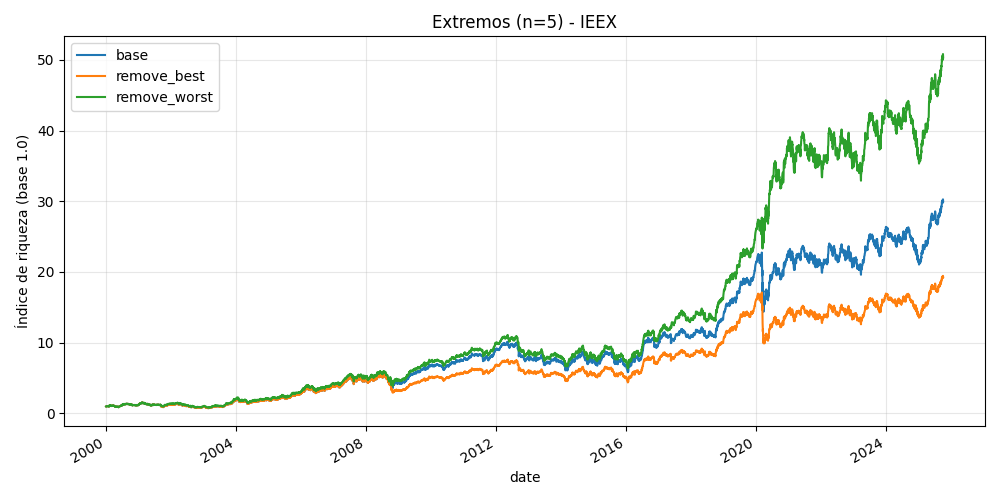 Extremos (n=5) - IEEX
base
remove_best
remove_worst
índice de riqueza (base 1.0)
50
40
30
20
10
0
2000
2004
2008
2012
2016
2020
2024
date